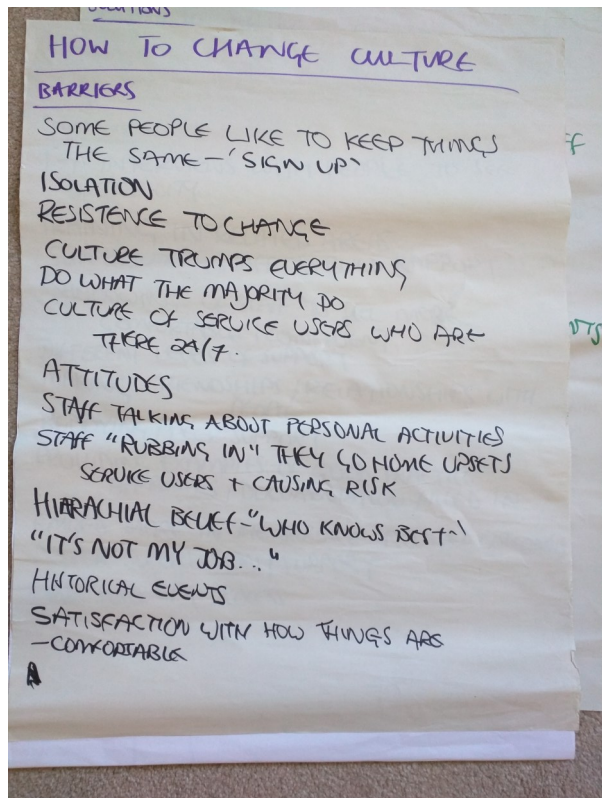 SOLUTIONS
HOW TO CHANGE CULTURE
BARRIERS
SOME PEOPLE LIKE TO KEEP THINGS
THE SAME - 'SIGN UP'
ISOLATION
RESISTENCE TO CHANGE
CULTURE TRUMPS EVERYTHING
DO WHAT THE MAJORITY DO
CULTURE OF SERVICE USERS WHO ARE
THERE 24/7.
ATTITUDES
STAFF TALKING ABOUT PERSONAL ACTIVITIES
STAFF "RUBBING IN" THEY GO HOME UPSETS
SERVICE USERS + CAUSING RISK
HIERACHIAL BELIEF - "WHO KNOWS BEST -"
"IT'S NOT MY JOB..."
HISTORICAL EVENTS
SATISFACTION WITH HOW THINGS ARE
- COMFORTABLE